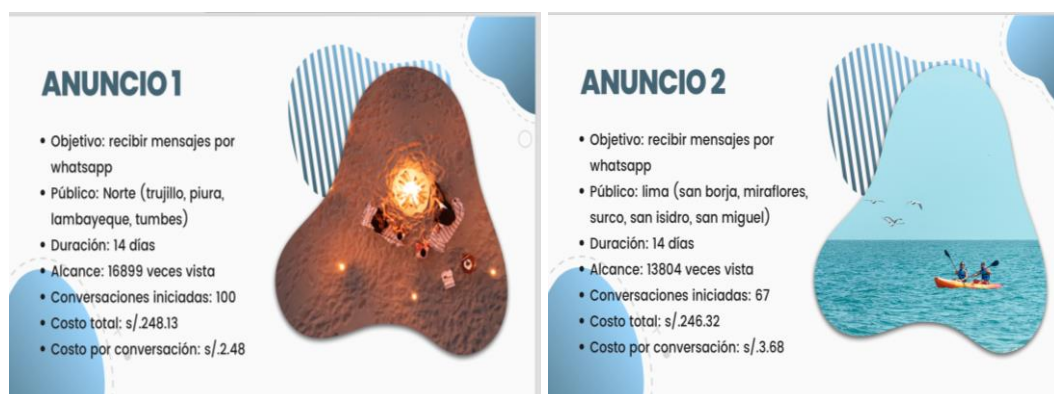 ANUNCIO 1
• Objetivo: recibir mensajes por
whatsapp
• Público: Norte (trujillo, piura,
lambayeque, tumbes)
• Duración: 14 días
• Alcance: 16899 veces vista
• Conversaciones iniciadas: 100
• Costo total: s/.248.13
• Costo por conversación: s/.2.48
ANUNCIO 2
• Objetivo: recibir mensajes por
whatsapp
• Público: lima (san borja, miraflores,
surco, san isidro, san miguel)
• Duración: 14 días
• Alcance: 13804 veces vista
• Conversaciones iniciadas: 67
• Costo total: s/.246.32
• Costo por conversación: s/.3.68